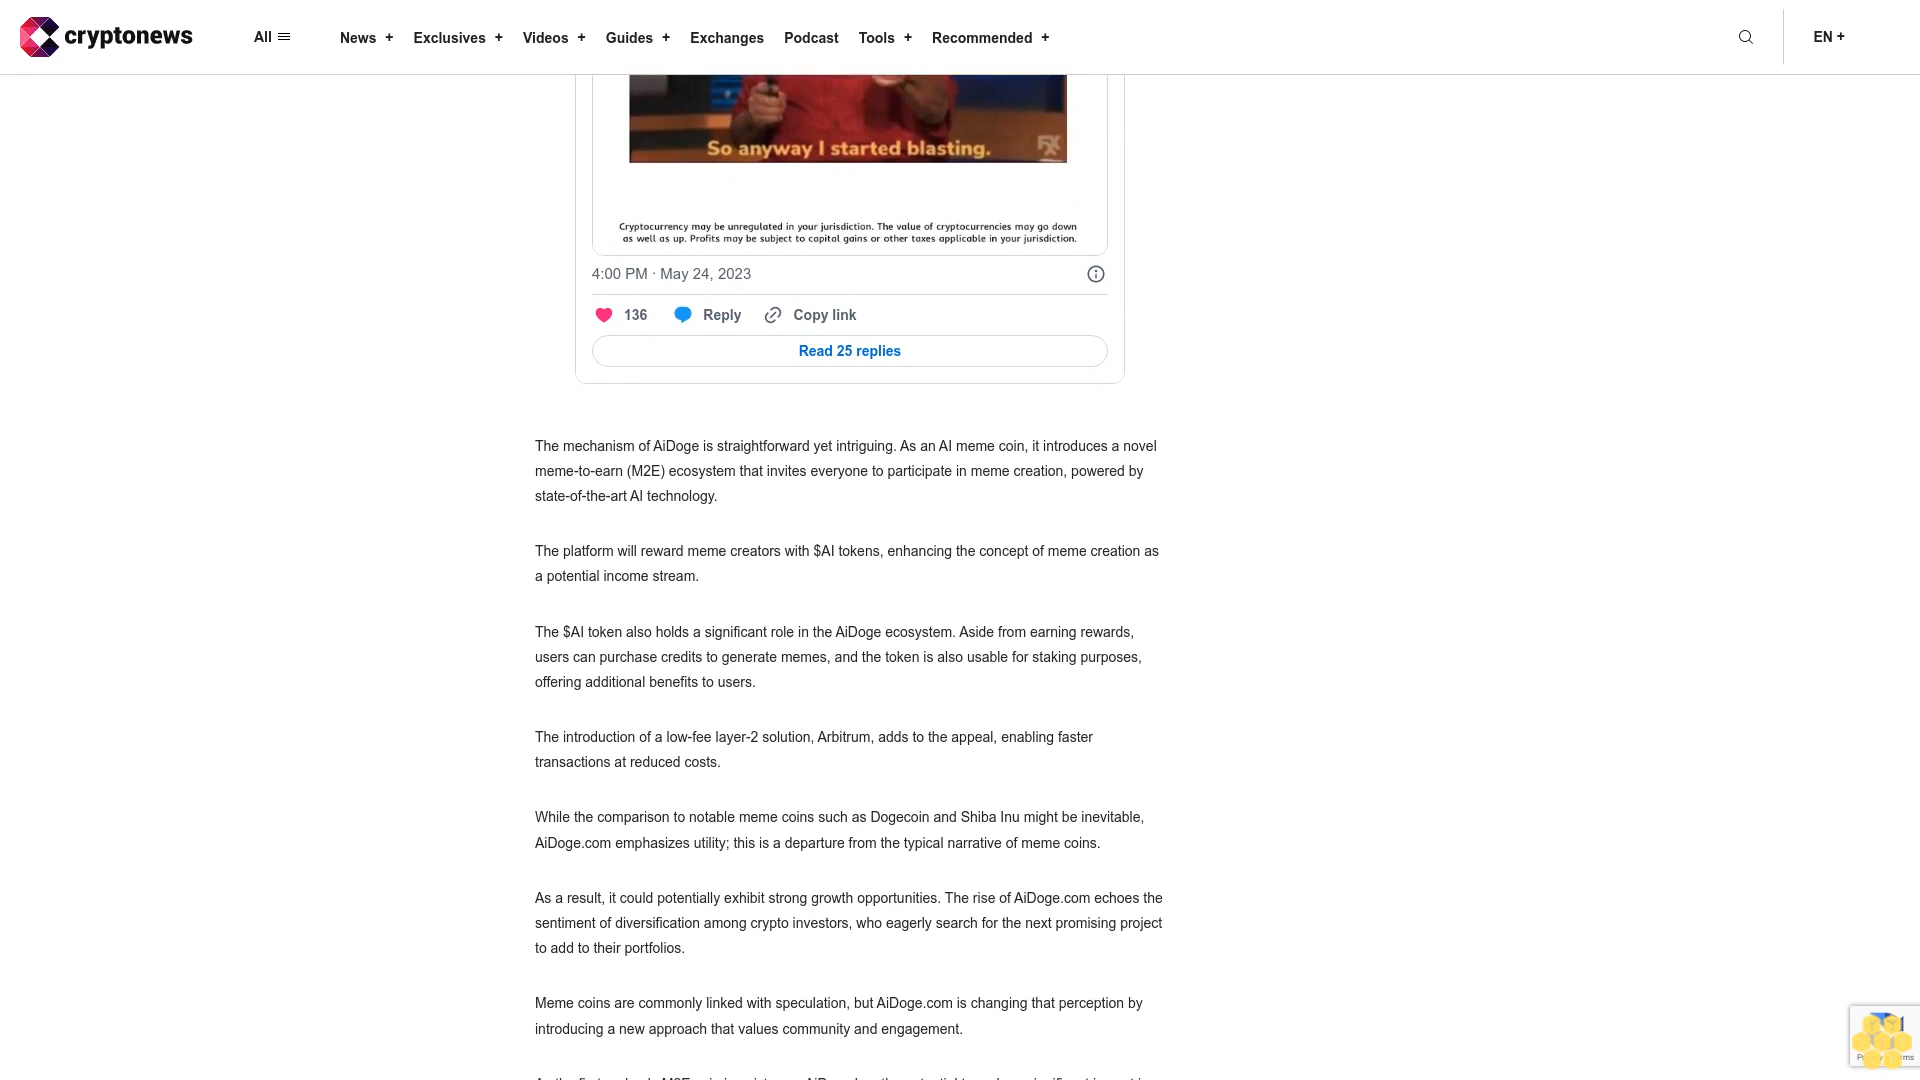 cryptonews
All
News +
Exclusives +
Videos +
Guides +
Exchanges
Podcast
Tools +
Recommended +
EN +
So anyway I started blasting.
FX
Cryptocurrency may be unregulated in your jurisdiction. The value of cryptocurrencies may go down
as well as up. Profits may be subject to capital gains or other taxes applicable in your jurisdiction.
4:00 PM · May 24, 2023
136
Reply
Copy link
Read 25 replies
The mechanism of AiDoge is straightforward yet intriguing. As an AI meme coin, it introduces a novel
meme-to-earn (M2E) ecosystem that invites everyone to participate in meme creation, powered by
state-of-the-art AI technology.
The platform will reward meme creators with $AI tokens, enhancing the concept of meme creation as
a potential income stream.
The $AI token also holds a significant role in the AiDoge ecosystem. Aside from earning rewards,
users can purchase credits to generate memes, and the token is also usable for staking purposes,
offering additional benefits to users.
The introduction of a low-fee layer-2 solution, Arbitrum, adds to the appeal, enabling faster
transactions at reduced costs.
While the comparison to notable meme coins such as Dogecoin and Shiba Inu might be inevitable,
AiDoge.com emphasizes utility; this is a departure from the typical narrative of meme coins.
As a result, it could potentially exhibit strong growth opportunities. The rise of AiDoge.com echoes the
sentiment of diversification among crypto investors, who eagerly search for the next promising project
to add to their portfolios.
Meme coins are commonly linked with speculation, but AiDoge.com is changing that perception by
introducing a new approach that values community and engagement.